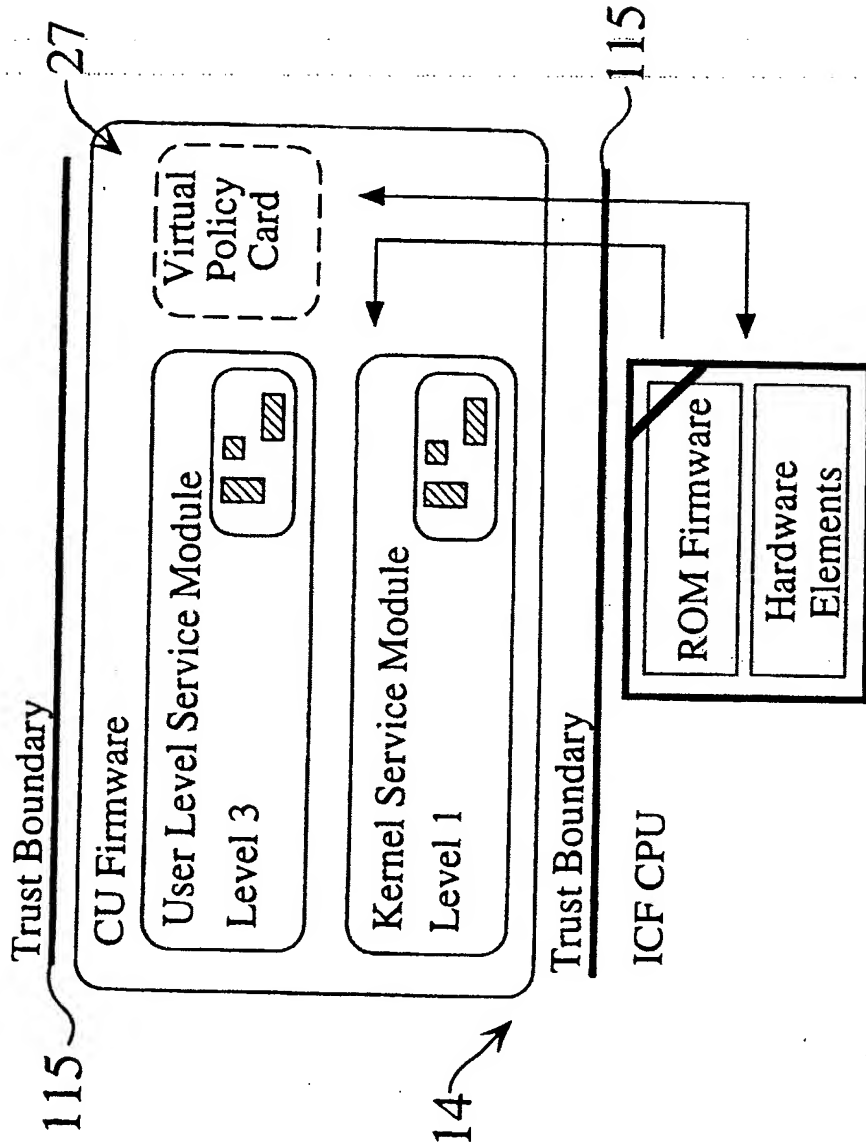 Trust Boundary
115
27
CU Firmware
User Level Service Module
Level 3
Virtual
Policy
Card
Kernel Service Module
Level 1
14
Trust Boundary
115
ICF CPU
ROM Firmware
Hardware
Elements